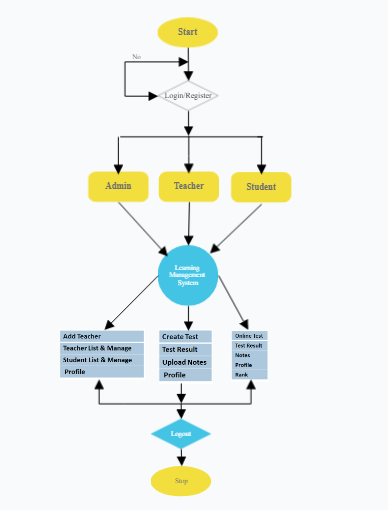 Start
No
Login/Register
Admin
Teacher
Student
Learning
Management
System
Add Teacher
Teacher List & Manage
Student List & Manage
Profile
Create Test
Test Result
Upload Notes
Profile
Online Test
Test Result
Notes
Profile
Rank
Logout
Stop